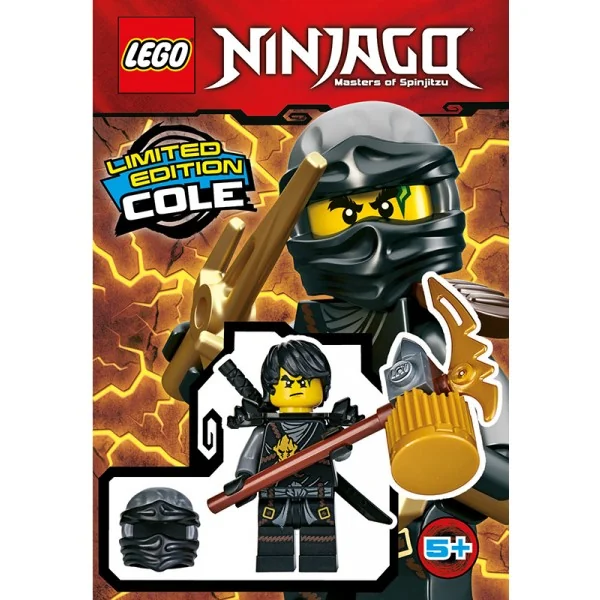 LEGO
NINJAGO
Masters of Spinjitzu
LIMITED
EDITION
COLE
5+